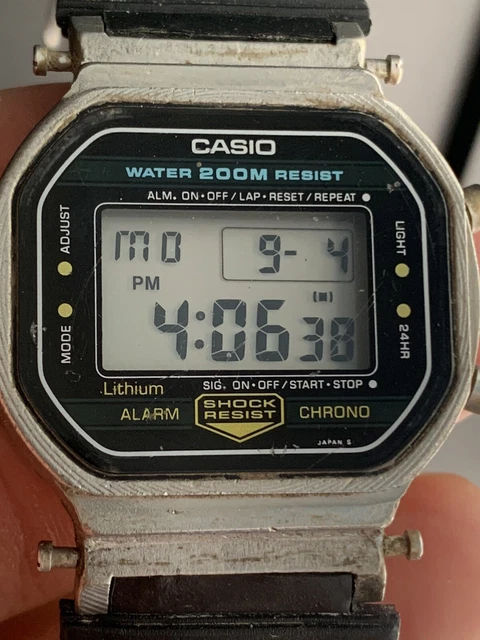 CASIO
WATER 200M RESIST
ALM. ON•OFF/LAP•RESET/REPEAT
ADJUST
LIGHT
MO 9-4
PM
4:06 38
MODE
24HR
Lithium
SIG. ON•OFF/START•STOP
ALARM
SHOCK
RESIST
CHRONO
JAPAN S